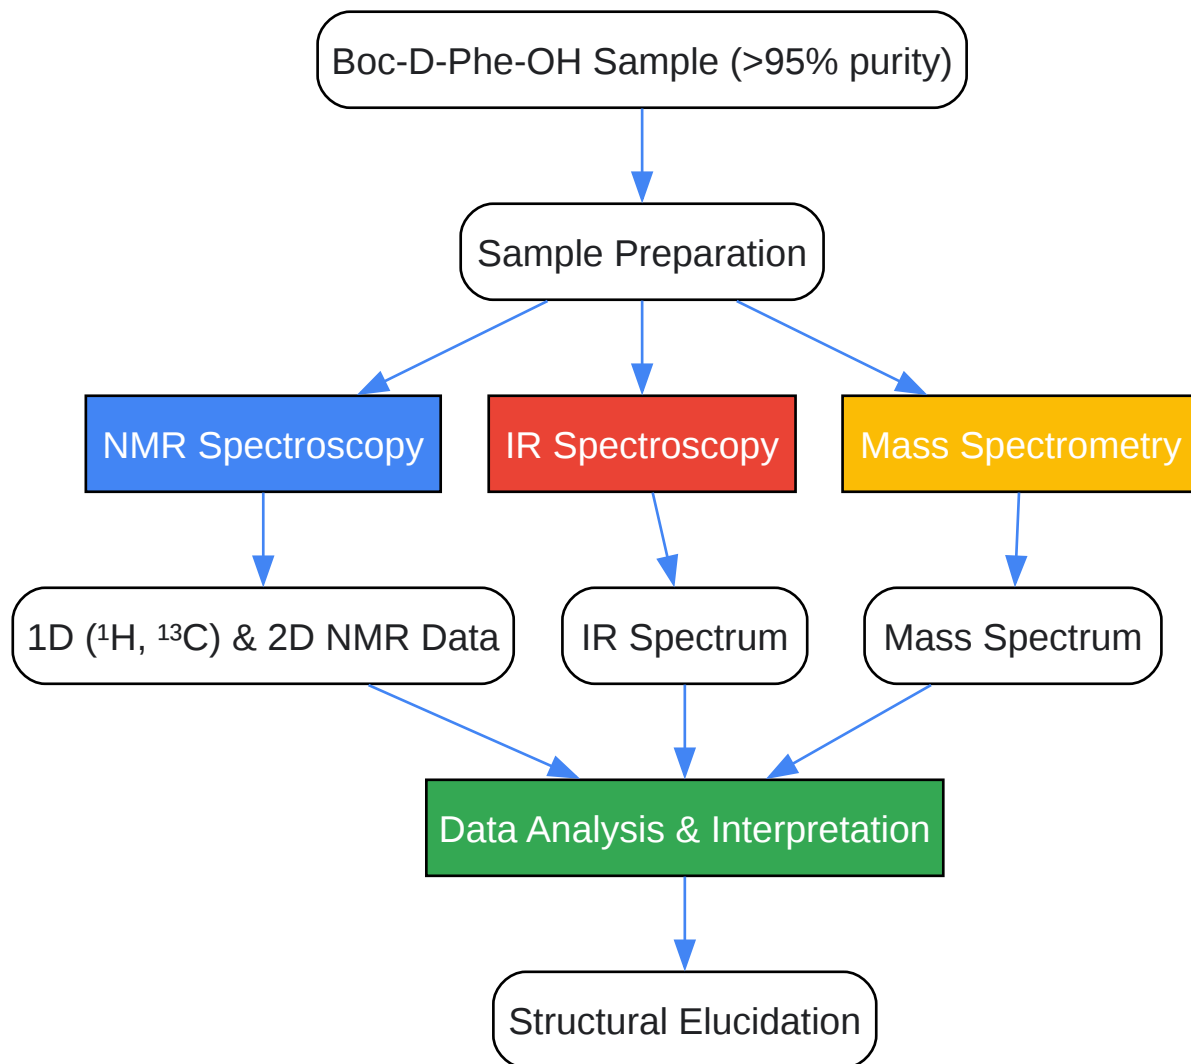 Boc-D-Phe-OH Sample (>95% purity)
Sample Preparation
NMR Spectroscopy
IR Spectroscopy
Mass Spectrometry
1D (¹H, ¹³C) & 2D NMR Data
IR Spectrum
Mass Spectrum
Data Analysis & Interpretation
Structural Elucidation